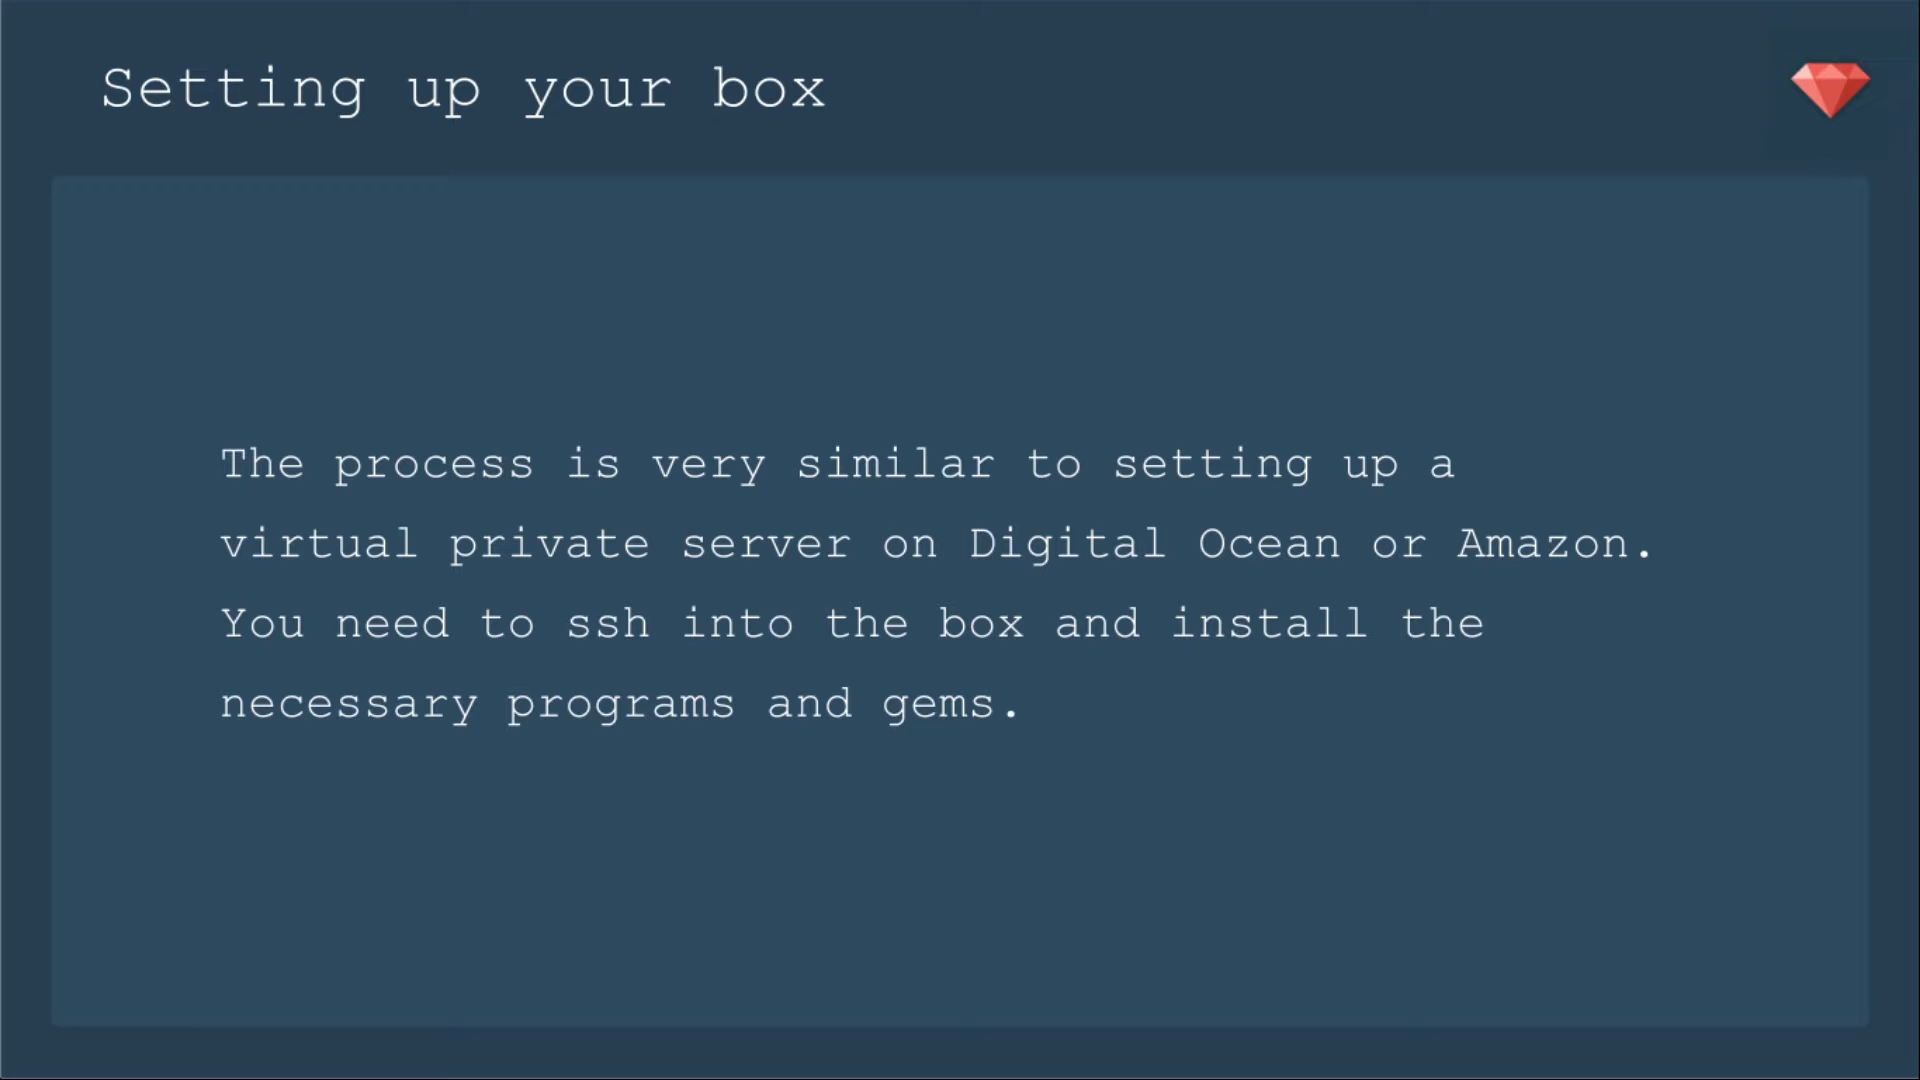 Setting up your box
The process is very similar to setting up a
virtual private server on Digital Ocean or Amazon.
You need to ssh into the box and install the
necessary programs and gems.